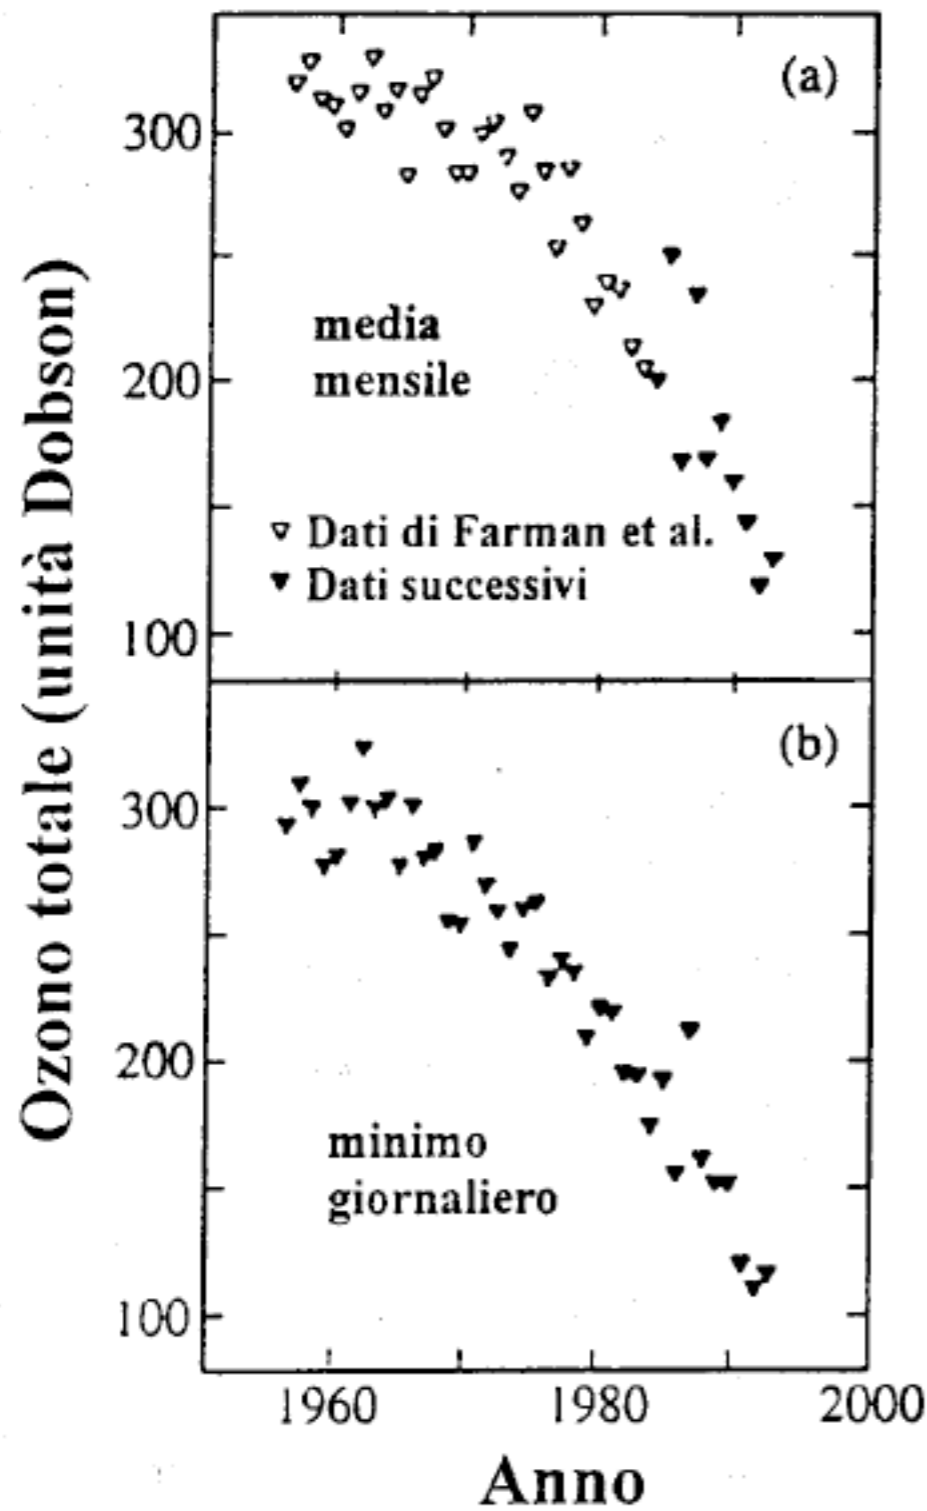 Ozono totale (unità Dobson)
(a)
300
200
100
media
mensile
Dati di Farman et al.
Dati successivi
(b)
300
200
100
minimo
giornaliero
1960 1980 2000
Anno